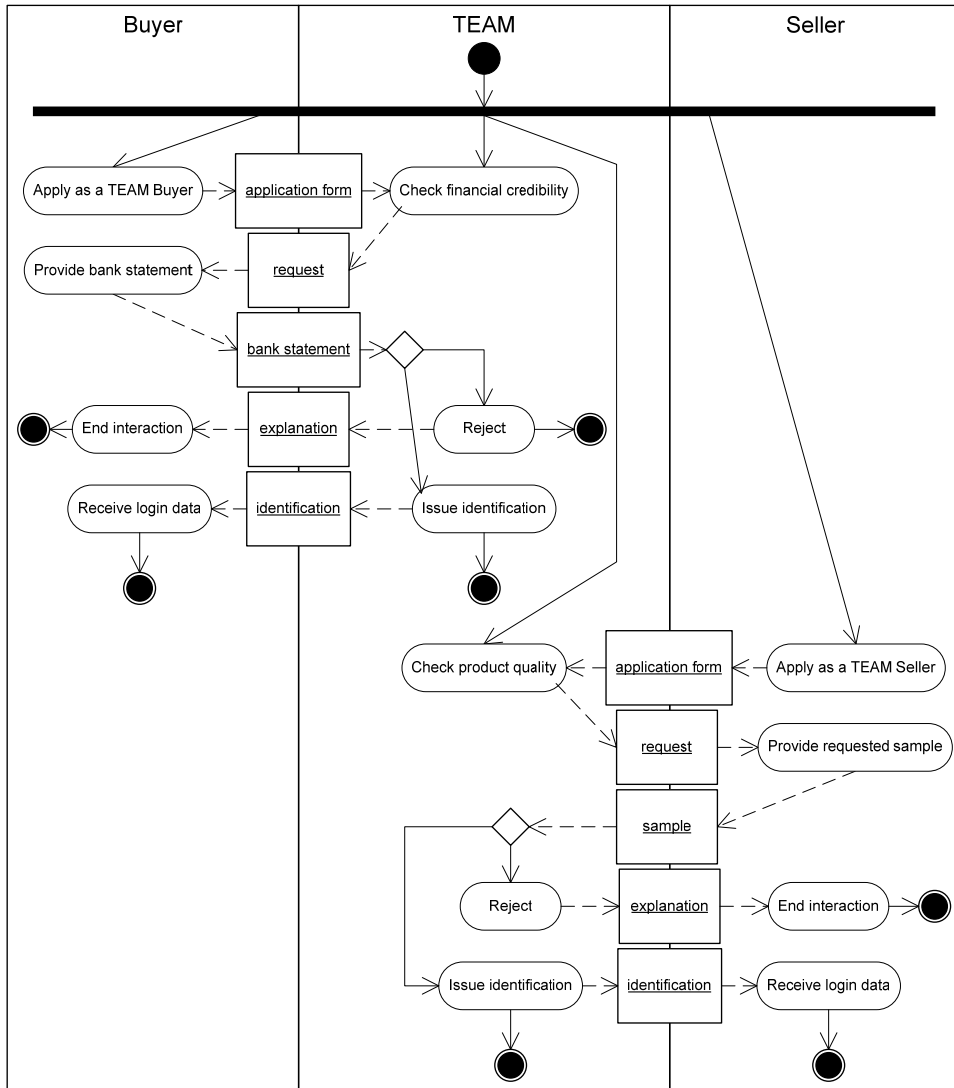 Buyer
TEAM
Seller
Apply as a TEAM Buyer
application form
Check financial credibility
Provide bank statement
request
bank statement
End interaction
explanation
Reject
Receive login data
identification
Issue identification
Check product quality
application form
Apply as a TEAM Seller
request
Provide requested sample
sample
Reject
explanation
End interaction
Issue identification
identification
Receive login data